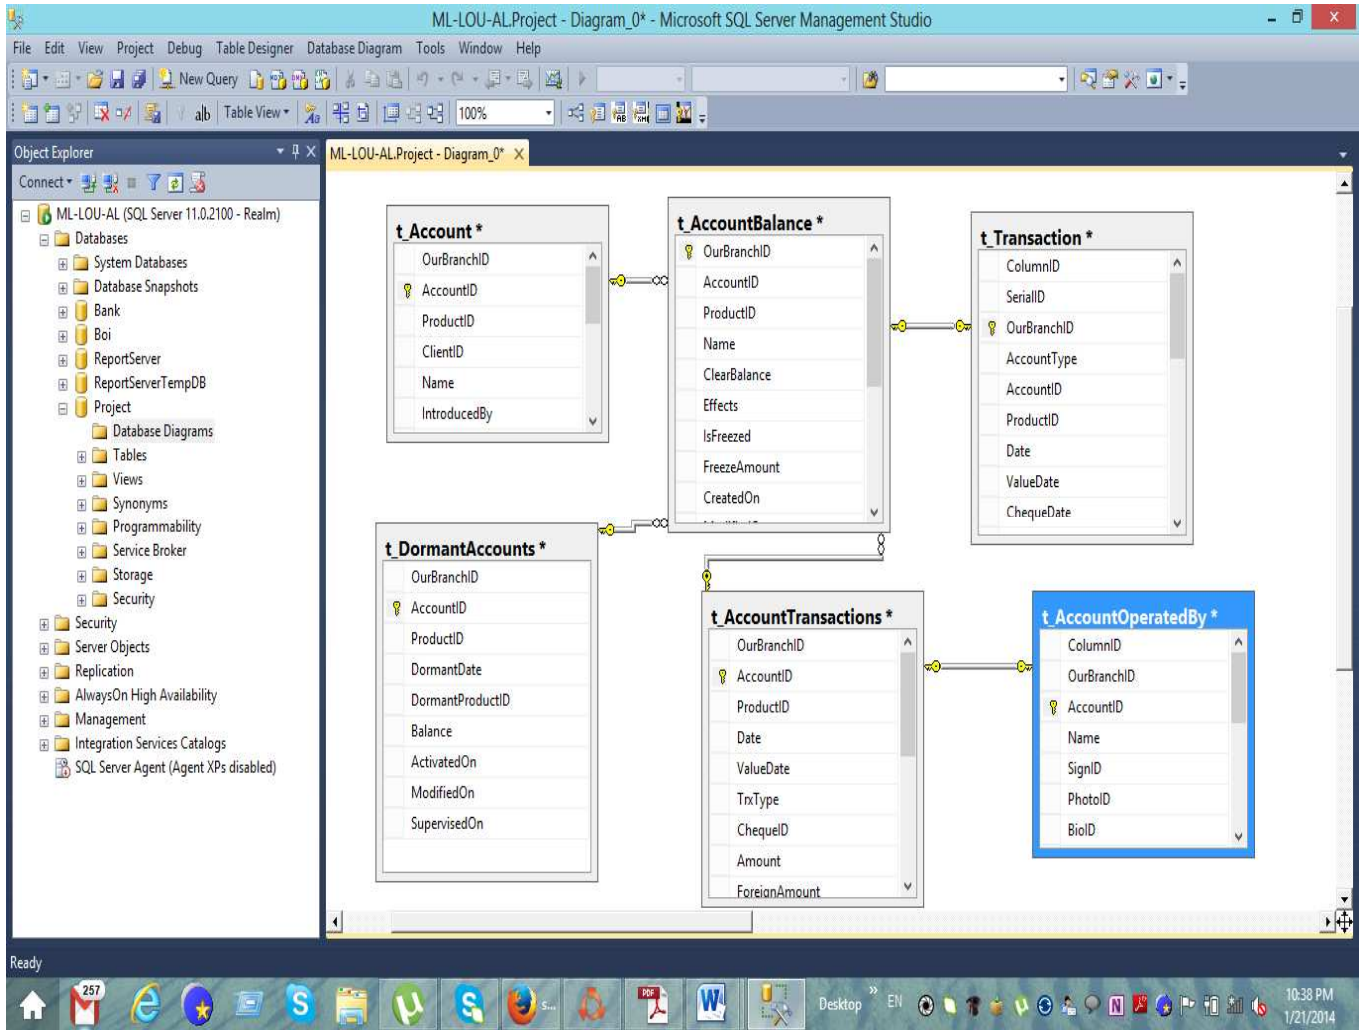 ML-LOU-AL.Project - Diagram_0* - Microsoft SQL Server Management Studio
File Edit View Project Debug Table Designer Database Diagram Tools Window Help
New Query
Table View 100%
Object Explorer
ML-LOU-AL.Project - Diagram_0*
Connect
ML-LOU-AL (SQL Server 11.0.2100 - Realm)
Databases
System Databases
Database Snapshots
Bank
Boi
ReportServer
ReportServerTempDB
Project
Database Diagrams
Tables
Views
Synonyms
Programmability
Service Broker
Storage
Security
Security
Server Objects
Replication
AlwaysOn High Availability
Management
Integration Services Catalogs
SQL Server Agent (Agent XPs disabled)
t_Account *
OurBranchID
AccountID
ProductID
ClientID
Name
IntroducedBy
t_AccountBalance *
OurBranchID
AccountID
ProductID
Name
ClearBalance
Effects
IsFreezed
FreezeAmount
CreatedOn
t_Transaction *
ColumnID
SerialID
OurBranchID
AccountType
AccountID
ProductID
Date
ValueDate
ChequeDate
t_DormantAccounts *
OurBranchID
AccountID
ProductID
DormantDate
DormantProductID
Balance
ActivatedOn
ModifiedOn
SupervisedOn
t_AccountTransactions *
OurBranchID
AccountID
ProductID
Date
ValueDate
TrxType
ChequeID
Amount
ForeignAmount
t_AccountOperatedBy *
ColumnID
OurBranchID
AccountID
Name
SignID
PhotoID
BioID
Ready
257
s...
PDF
Desktop
EN
10:38 PM
1/21/2014